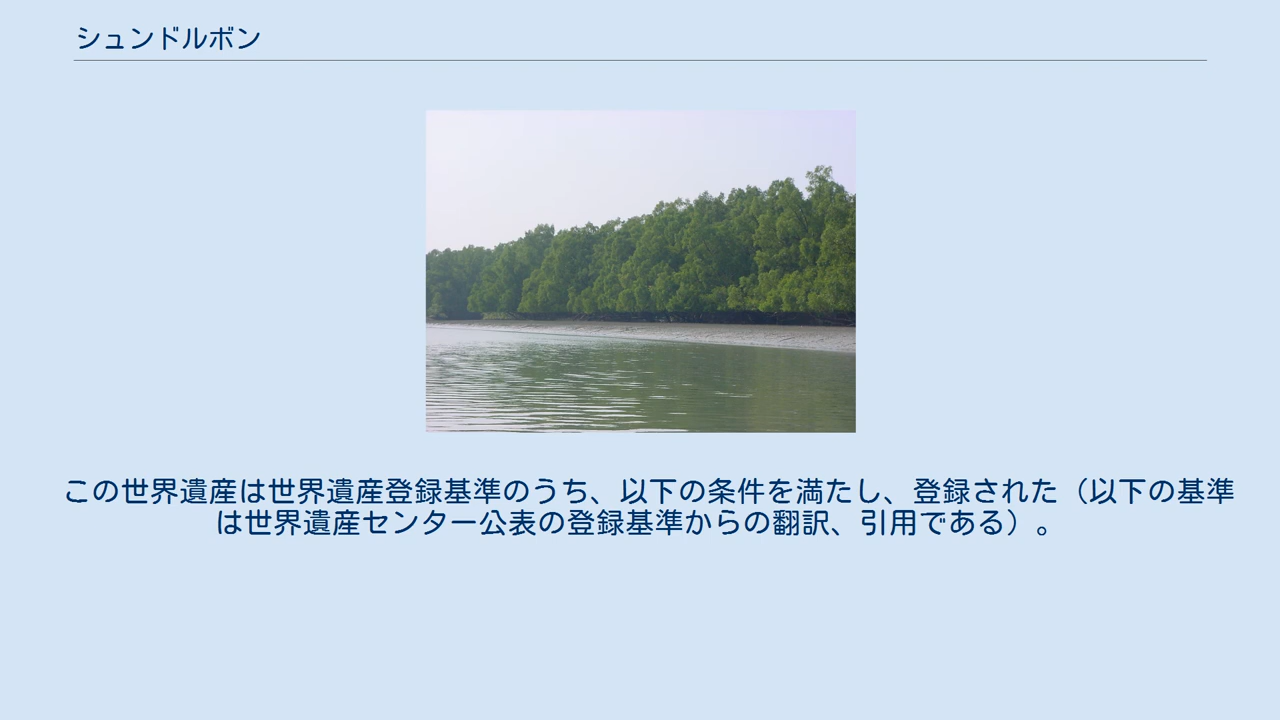 シュンドルボン
この世界遺産は世界遺産登録基準のうち、以下の条件を満たし、登録された（以下の基準
は世界遺産センター公表の登録基準からの翻訳、引用である）。